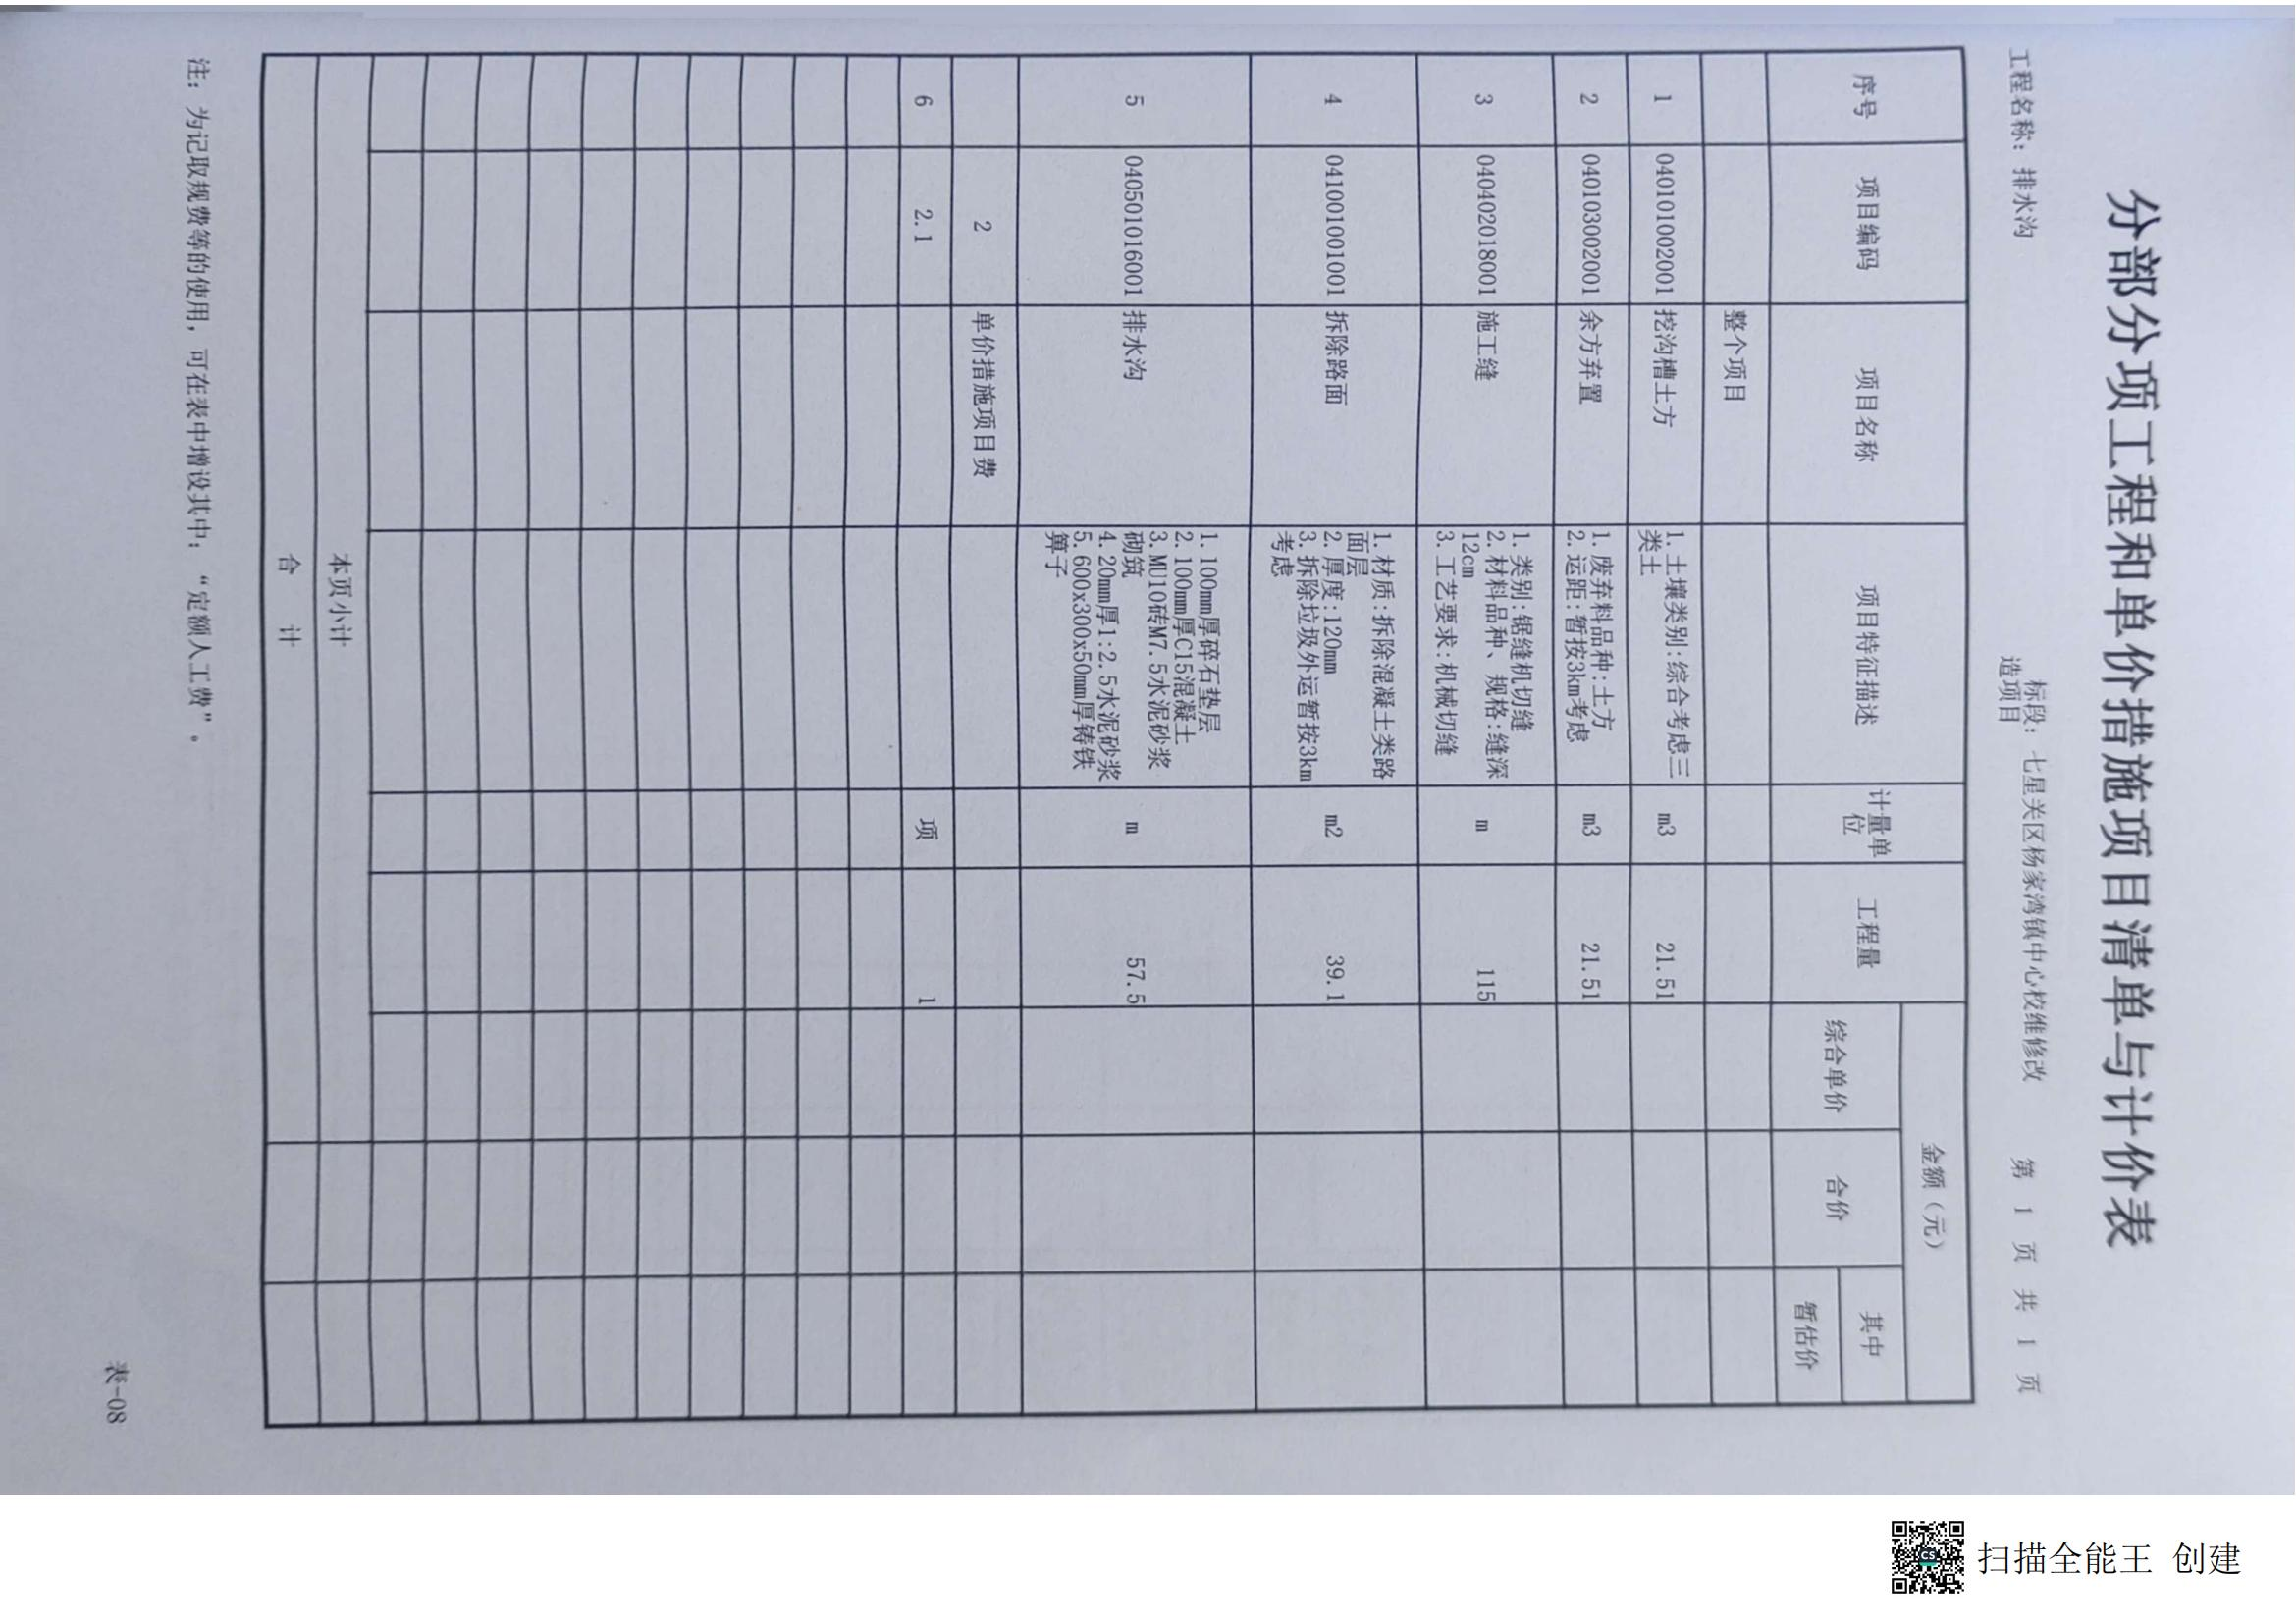 分部分项工程和单价措施项目清单与计价表
工程名称：排水沟
标段：七星关区杨家湾镇中心校维修改
造项目
第 1 页 共 1 页
序号
项目编码
项目名称
项目特征描述
计量单
位
工程量
金额（元）
综合单价
合价
其中
暂估价
整个项目
1
040101002001
挖沟槽土方
1.土壤类别:综合考虑三
类土
m3
21.51
2
040103002001
余方弃置
1.废弃料品种:土方
2.运距:暂按3km考虑
m3
21.51
3
040402018001
施工缝
1.类别:锯缝机切缝
2.材料品种、规格:缝深
12cm
3.工艺要求:机械切缝
m
115
4
041001001001
拆除路面
1.材质:拆除混凝土类路
面层
2.厚度:120mm
3.拆除垃圾外运暂按3km
考虑
m2
39.1
5
040501016001
排水沟
1.100mm厚碎石垫层
2.100mm厚C15混凝土
3.MU10砖M7.5水泥砂浆
砌筑
4.20mm厚1:2.5水泥砂浆
5.600x300x50mm厚铸铁
箅子
m
57.5
2
单价措施项目费
6
2.1
项
1
本页小计
合 计
注：为记取规费等的使用，可在表中增设其中：“定额人工费”。
表-08
扫描全能王 创建